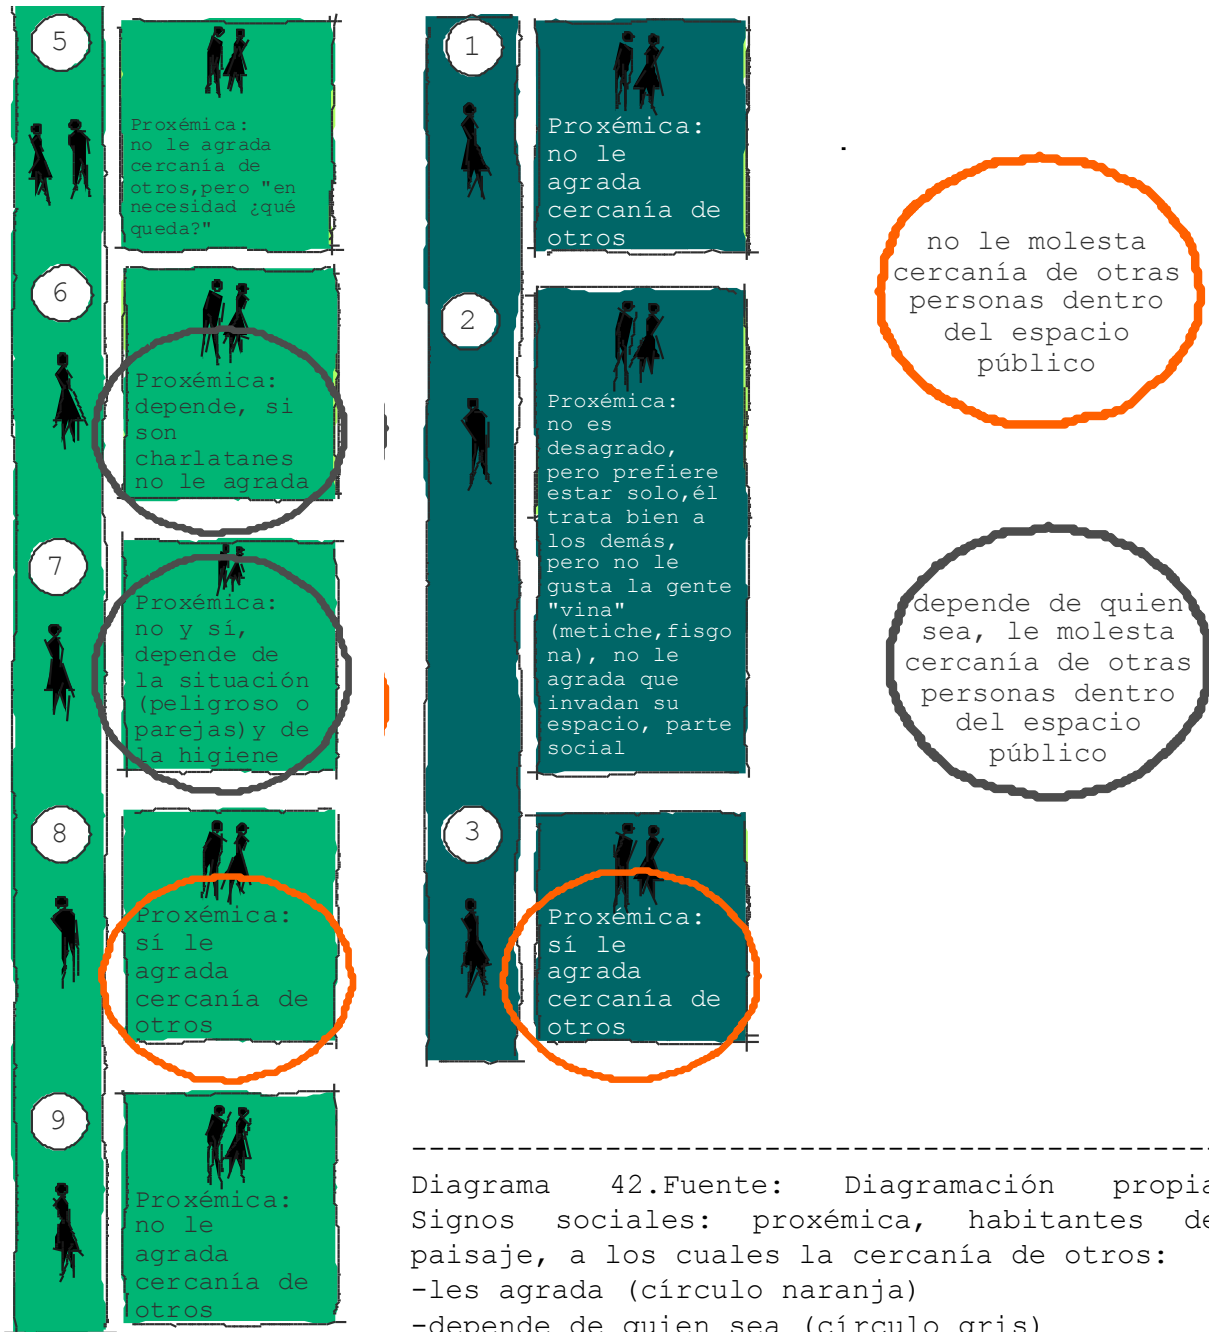 5
Proxémica:
no le agrada
cercanía de
otros,pero "en
necesidad ¿qué
queda?"
6
Proxémica:
depende, si
son
charlatanes
no le agrada
7
Proxémica:
no y sí,
depende de
la situación
(peligroso o
parejas)y de
la higiene
8
Proxémica:
sí le
agrada
cercanía de
otros
9
Proxémica:
no le
agrada
cercanía de
otros
1
Proxémica:
no le
agrada
cercanía de
otros
2
Proxémica:
no es
desagrado,
pero prefiere
estar solo,él
trata bien a
los demás,
pero no le
gusta la gente
"vina"
(metiche,fisgo
na), no le
agrada que
invadan su
espacio, parte
social
3
Proxémica:
sí le
agrada
cercanía de
otros
no le molesta
cercanía de otras
personas dentro
del espacio
público
depende de quien
sea, le molesta
cercanía de otras
personas dentro
del espacio
público
Diagrama 42.Fuente: Diagramación propia
Signos sociales: proxémica, habitantes de
paisaje, a los cuales la cercanía de otros:
-les agrada (círculo naranja)
-depende de quien sea (círculo gris)